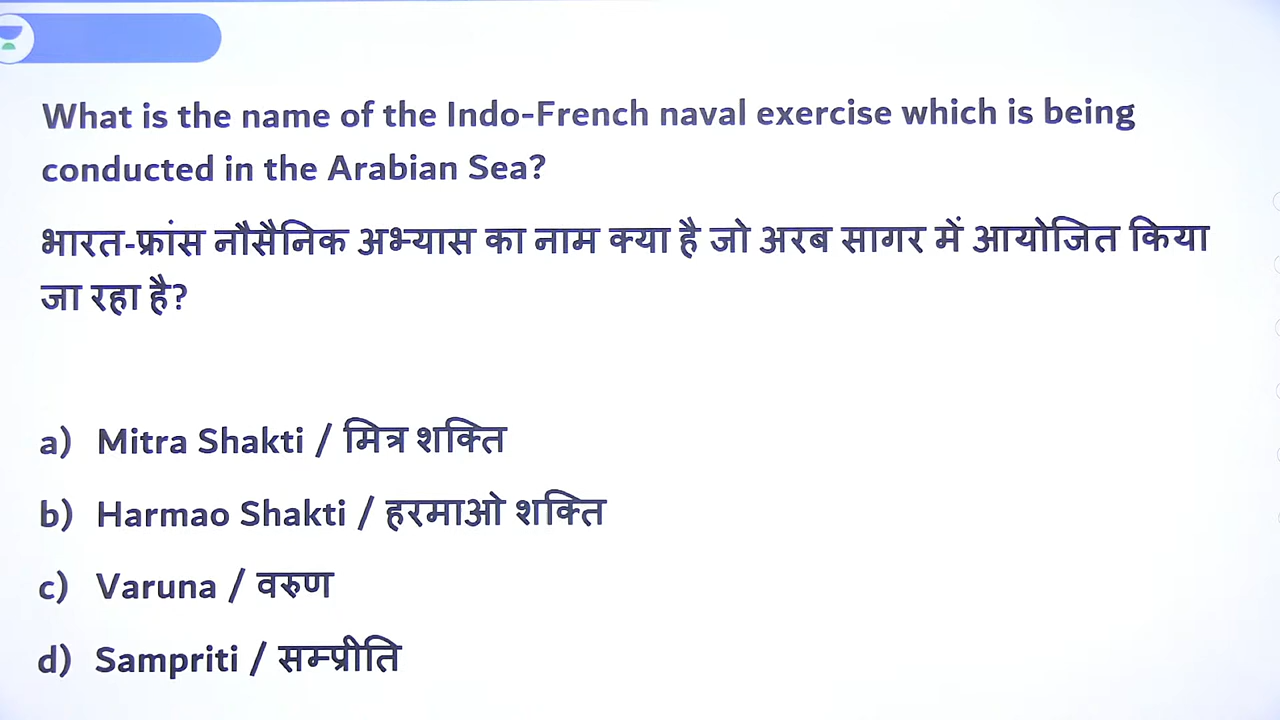 What is the name of the Indo-French naval exercise which is being
conducted in the Arabian Sea?
भारत-फ्रांस नौसैनिक अभ्यास का नाम क्या है जो अरब सागर में आयोजित किया
जा रहा है?
a) Mitra Shakti / मित्र शक्ति
b) Harmao Shakti / हरमाओ शक्ति
c) Varuna / वरुण
d) Sampriti / सम्प्रीति